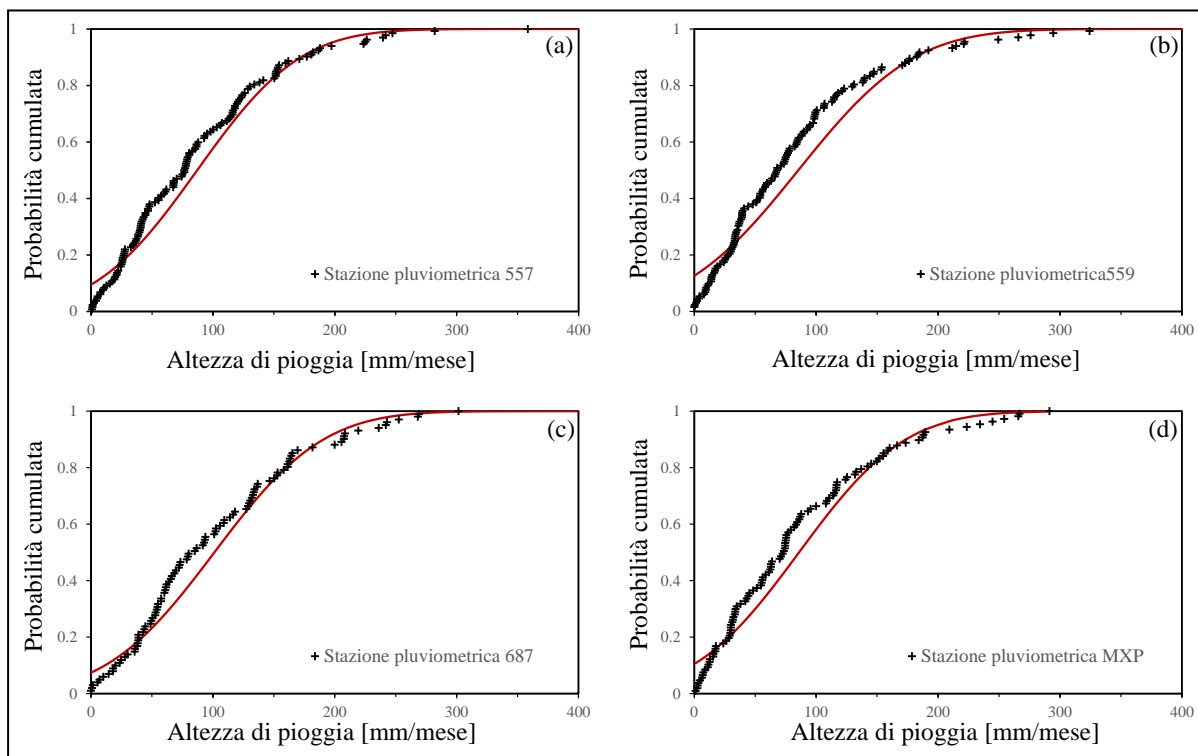 (a)
Probabilità cumulata
1
0.8
0.6
0.4
0.2
0
+ Stazione pluviometrica 557
0 100 200 300 400
Altezza di pioggia [mm/mese]
(b)
Probabilità cumulata
1
0.8
0.6
0.4
0.2
0
+ Stazione pluviometrica559
0 100 200 300 400
Altezza di pioggia [mm/mese]
(c)
Probabilità cumulata
1
0.8
0.6
0.4
0.2
0
+ Stazione pluviometrica 687
0 100 200 300 400
Altezza di pioggia [mm/mese]
(d)
Probabilità cumulata
1
0.8
0.6
0.4
0.2
0
+ Stazione pluviometrica MXP
0 100 200 300 400
Altezza di pioggia [mm/mese]